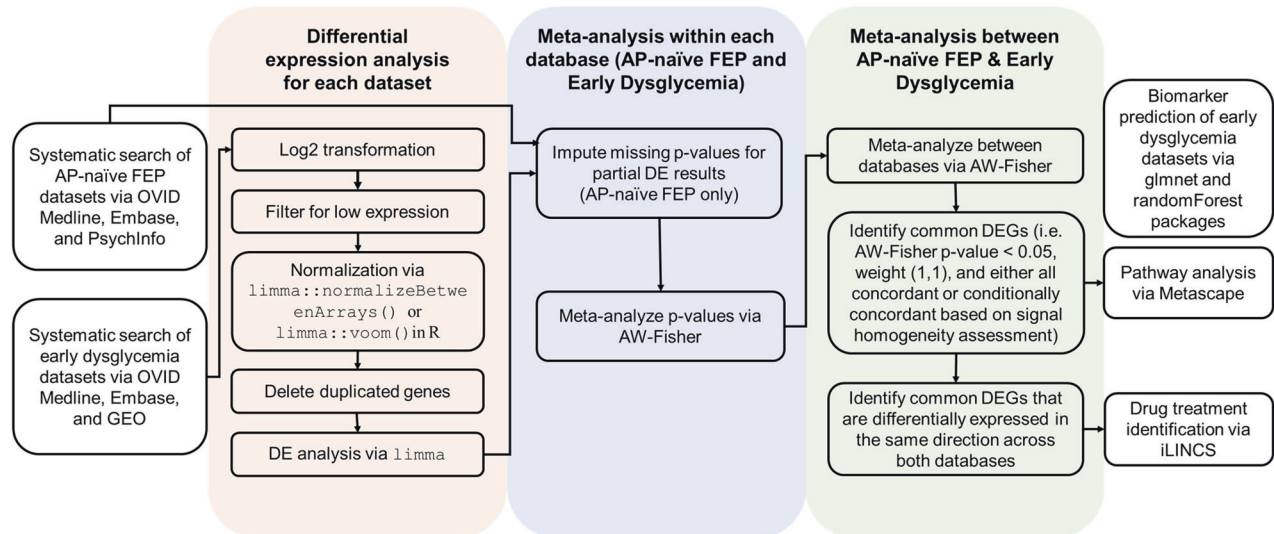 Systematic search of
AP-naïve FEP
datasets via OVID
Medline, Embase,
and PsychInfo
Systematic search of
early dysglycemia
datasets via OVID
Medline, Embase,
and GEO
Differential
expression analysis
for each dataset
Log2 transformation
Filter for low expression
Normalization via
limma::normalizeBetwe
enArrays() or
limma::voom() in R
Delete duplicated genes
DE analysis via limma
Meta-analysis within each
database (AP-naïve FEP and
Early Dysglycemia)
Impute missing p-values for
partial DE results
(AP-naïve FEP only)
Meta-analyze p-values via
AW-Fisher
Meta-analysis between
AP-naïve FEP & Early
Dysglycemia
Meta-analyze between
databases via AW-Fisher
Identify common DEGs (i.e.
AW-Fisher p-value < 0.05,
weight (1,1), and either all
concordant or conditionally
concordant based on signal
homogeneity assessment)
Identify common DEGs that
are differentially expressed in
the same direction across
both databases
Biomarker
prediction of early
dysglycemia
datasets via
glmnet and
randomForest
packages
Pathway analysis
via Metascape
Drug treatment
identification via
iLINCS